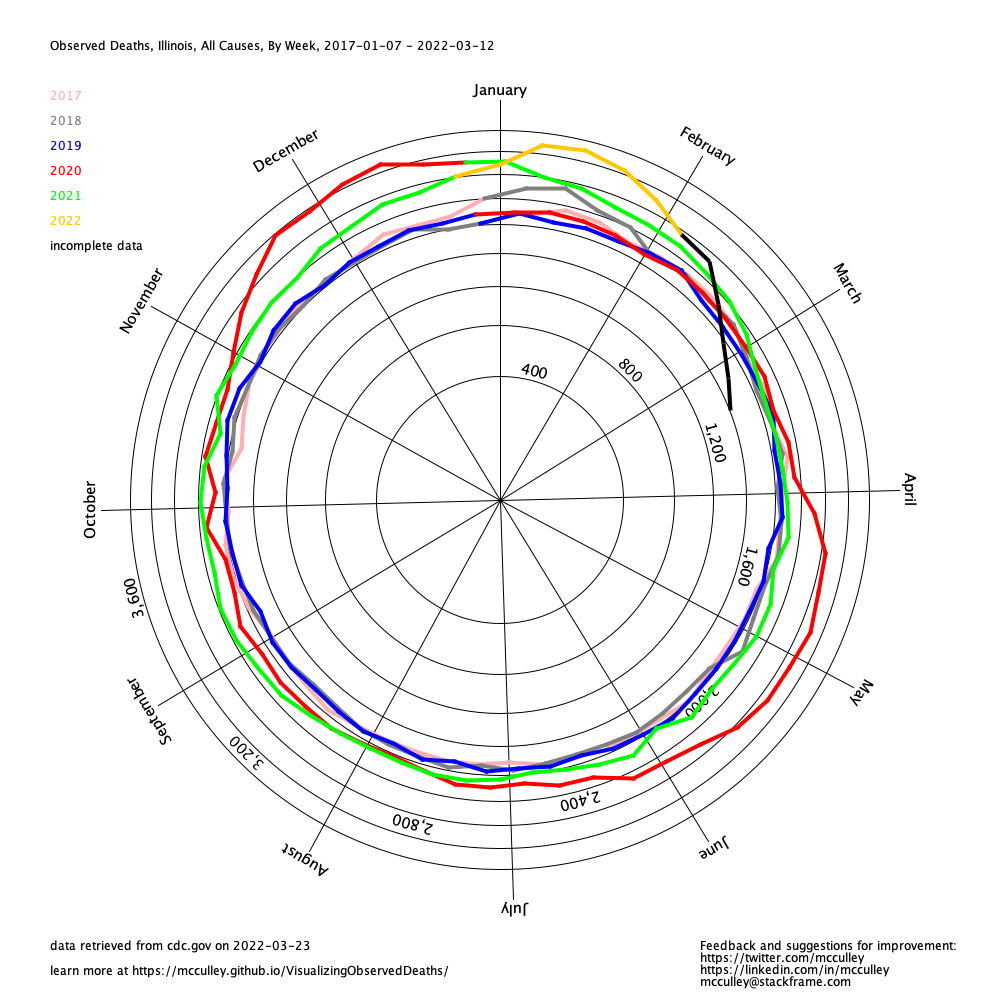 Observed Deaths, Illinois, All Causes, By Week, 2017-01-07 - 2022-03-12
2017
2018
2019
2020
2021
2022
incomplete data
January
February
March
April
May
June
July
August
September
October
November
December
400
800
1,200
1,600
2,000
2,400
2,800
3,200
3,600
data retrieved from cdc.gov on 2022-03-23
learn more at https://mcculley.github.io/VisualizingObservedDeaths/
Feedback and suggestions for improvement:
https://twitter.com/mcculley
https://linkedin.com/in/mcculley
mcculley@stackframe.com